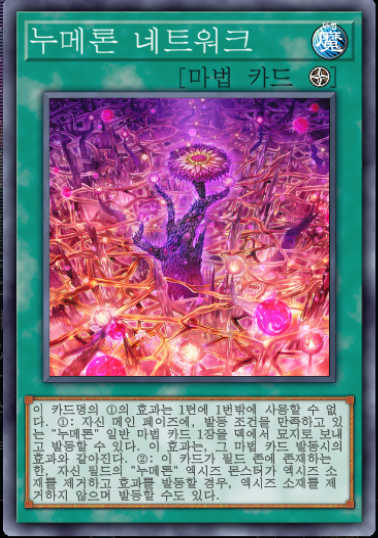 누메론 네트워크
魔
[마법 카드 ]
이 카드명의 ①의 효과는 1번에 1번밖에 사용할 수 없
다. ①: 자신 메인 페이즈에, 발동 조건을 만족하고 있
는 "누메론" 일반 마법 카드 1장을 덱에서 묘지로 보내
고 발동할 수 있다. 이 효과는, 그 마법 카드 발동시의
효과와 같아진다. ②: 이 카드가 필드 존에 존재하는
한, 자신 필드의 "누메론" 엑시즈 몬스터가 엑시즈 소
재를 제거하고 효과를 발동할 경우, 엑시즈 소재를 제
거하지 않으며 발동할 수도 있다.